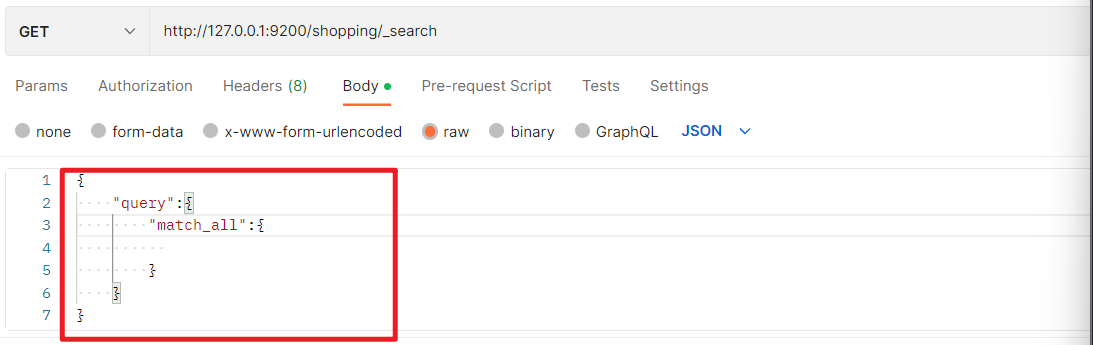 GET http://127.0.0.1:9200/shopping/_search
Params Authorization Headers (8) Body Pre-request Script Tests Settings
none form-data x-www-form-urlencoded raw binary GraphQL JSON
1 {
2 "query":{
3 "match_all":{
4
5 }
6 }
7 }